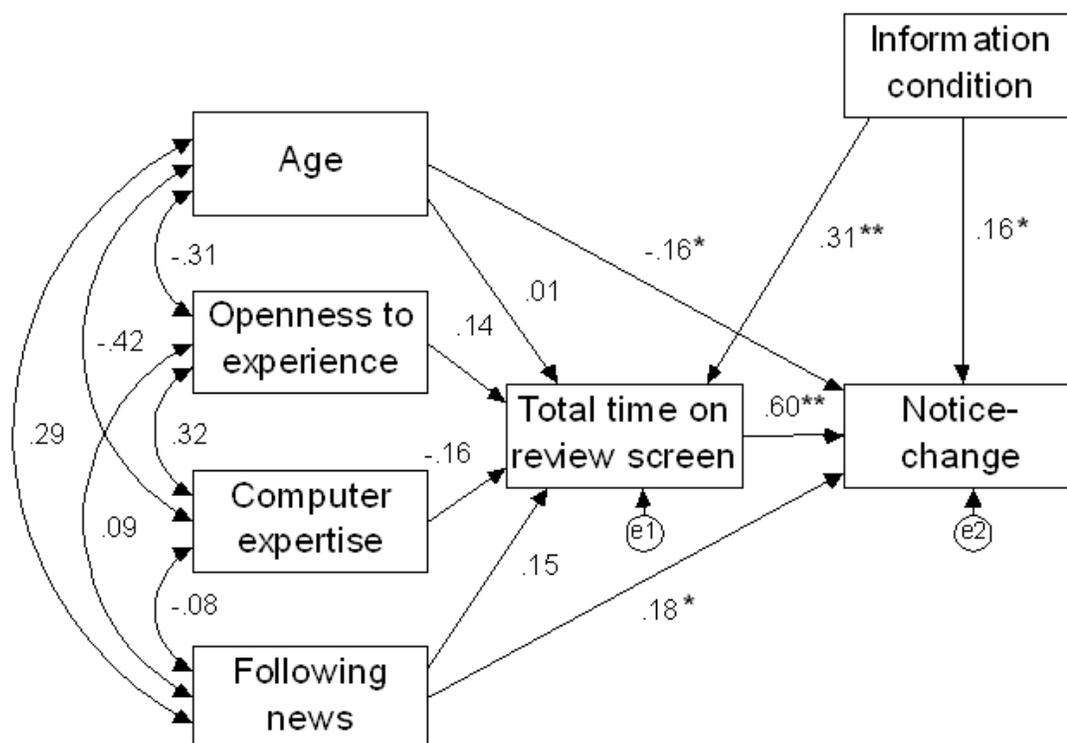 Information
condition
Age
-.31
.31**
.16*
-.16*
.01
Openness to
experience
.14
-.42
.29
.32
Total time on
review screen
.60**
Notice-
change
-.16
Computer
expertise
.09
e1
e2
-.08
.15
.18*
Following
news